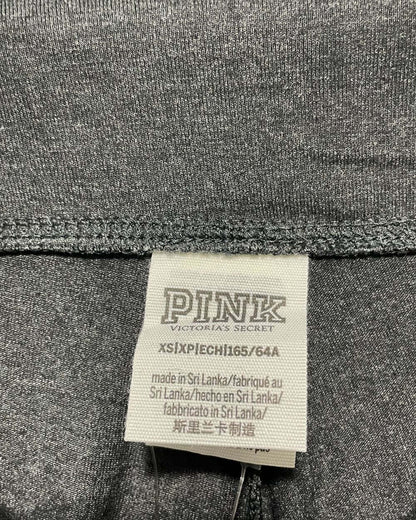 PINK
VICTORIA'S SECRET
XS|XP|ECH|165/64A
made in Sri Lanka/fabriqué au
Sri Lanka/hecho en Sri Lanka/
fabbricato in Sri Lanka/
斯里兰卡制造
pas